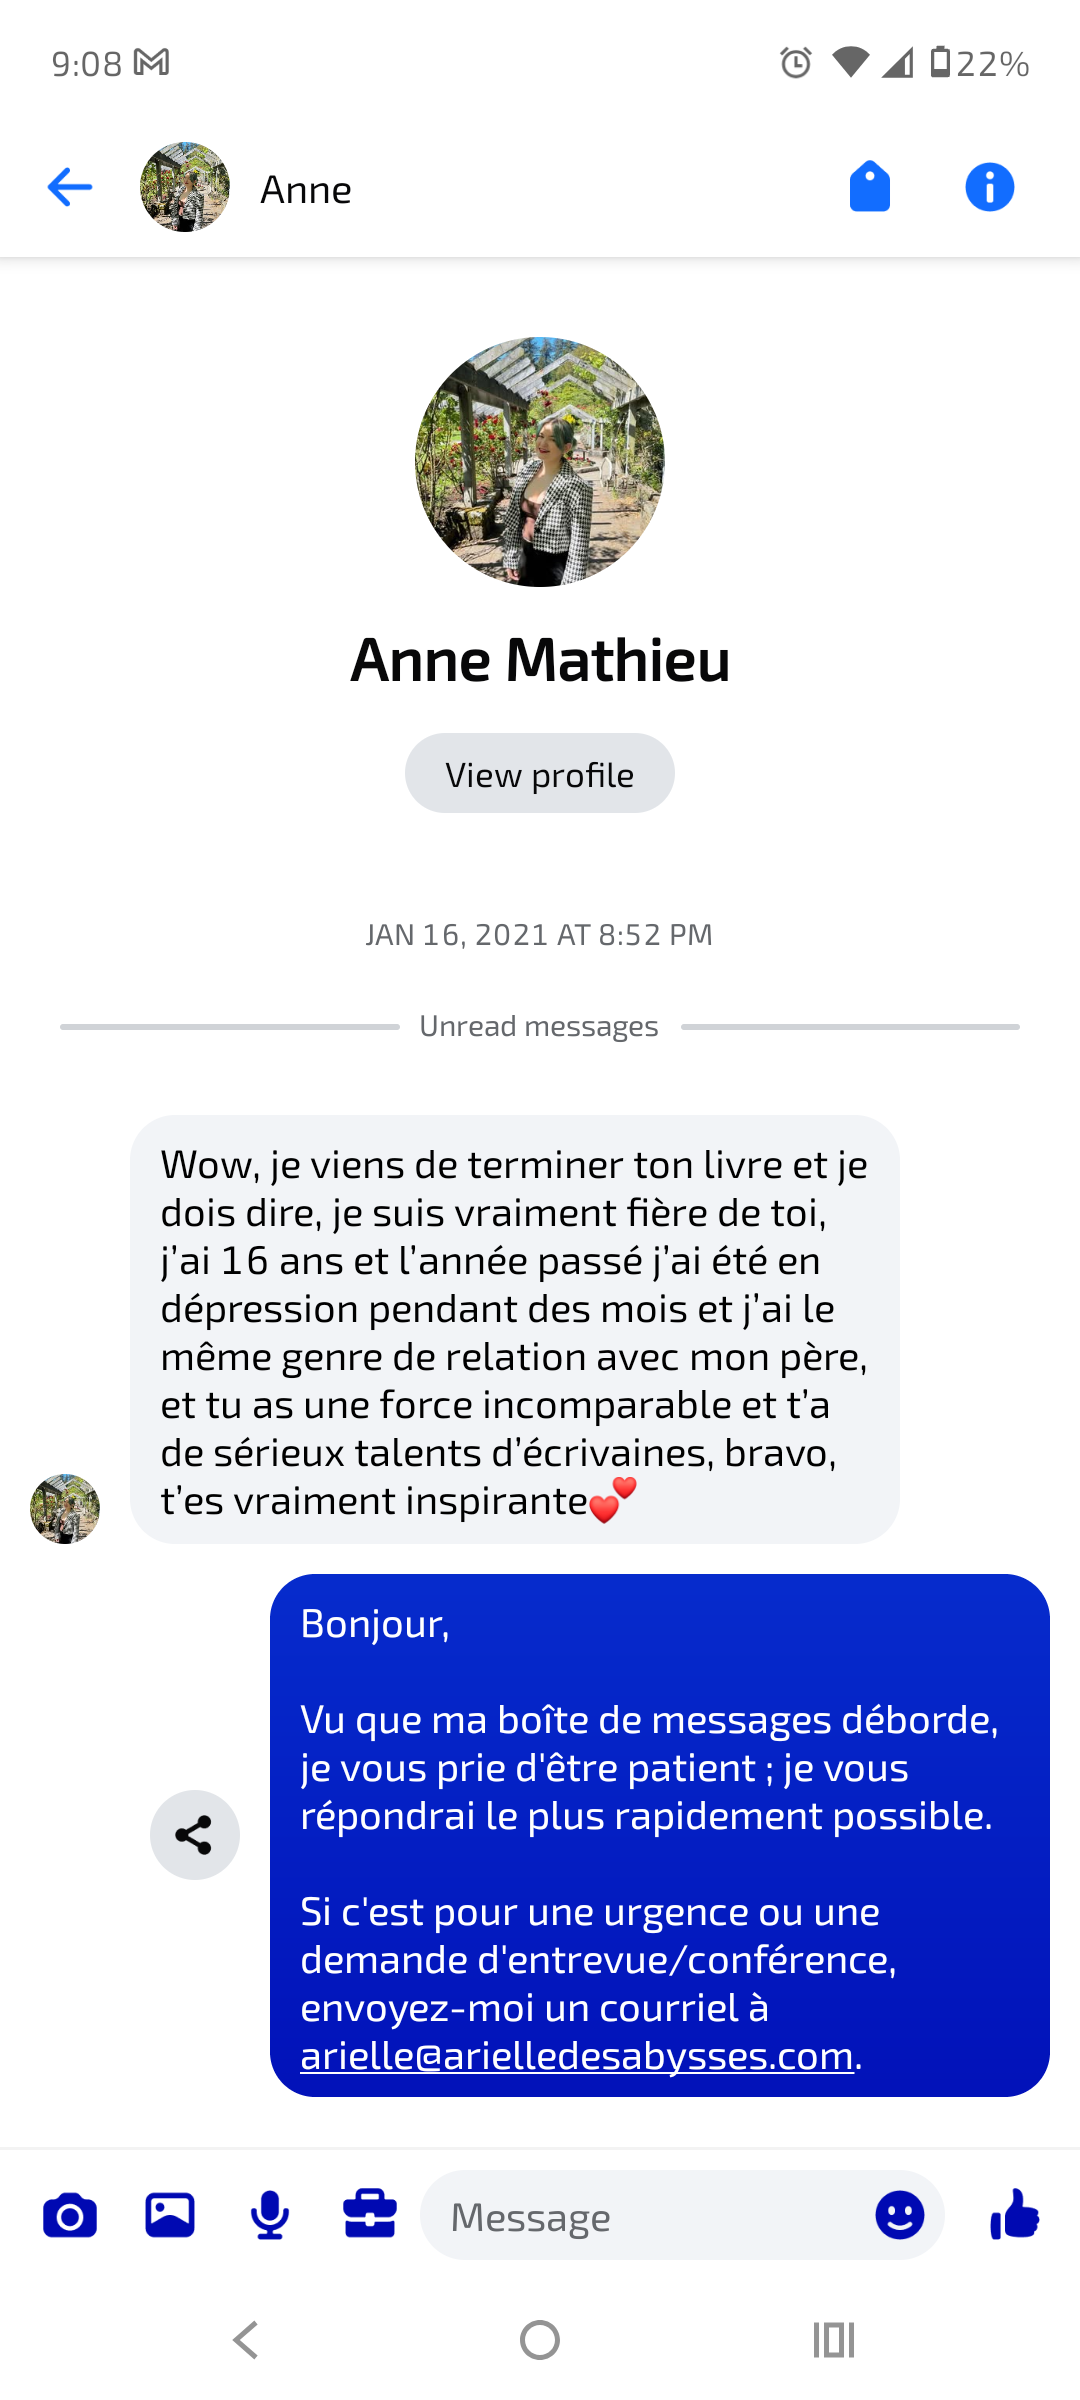 9:08
22%
Anne
Anne Mathieu
View profile
JAN 16, 2021 AT 8:52 PM
Unread messages
Wow, je viens de terminer ton livre et je
dois dire, je suis vraiment fière de toi,
j’ai 16 ans et l’année passé j’ai été en
dépression pendant des mois et j’ai le
même genre de relation avec mon père,
et tu as une force incomparable et t’a
de sérieux talents d’écrivaines, bravo,
t’es vraiment inspirante💕
Bonjour,
Vu que ma boîte de messages déborde,
je vous prie d'être patient ; je vous
répondrai le plus rapidement possible.
Si c'est pour une urgence ou une
demande d'entrevue/conférence,
envoyez-moi un courriel à
arielle@arielledesabysses.com.
Message